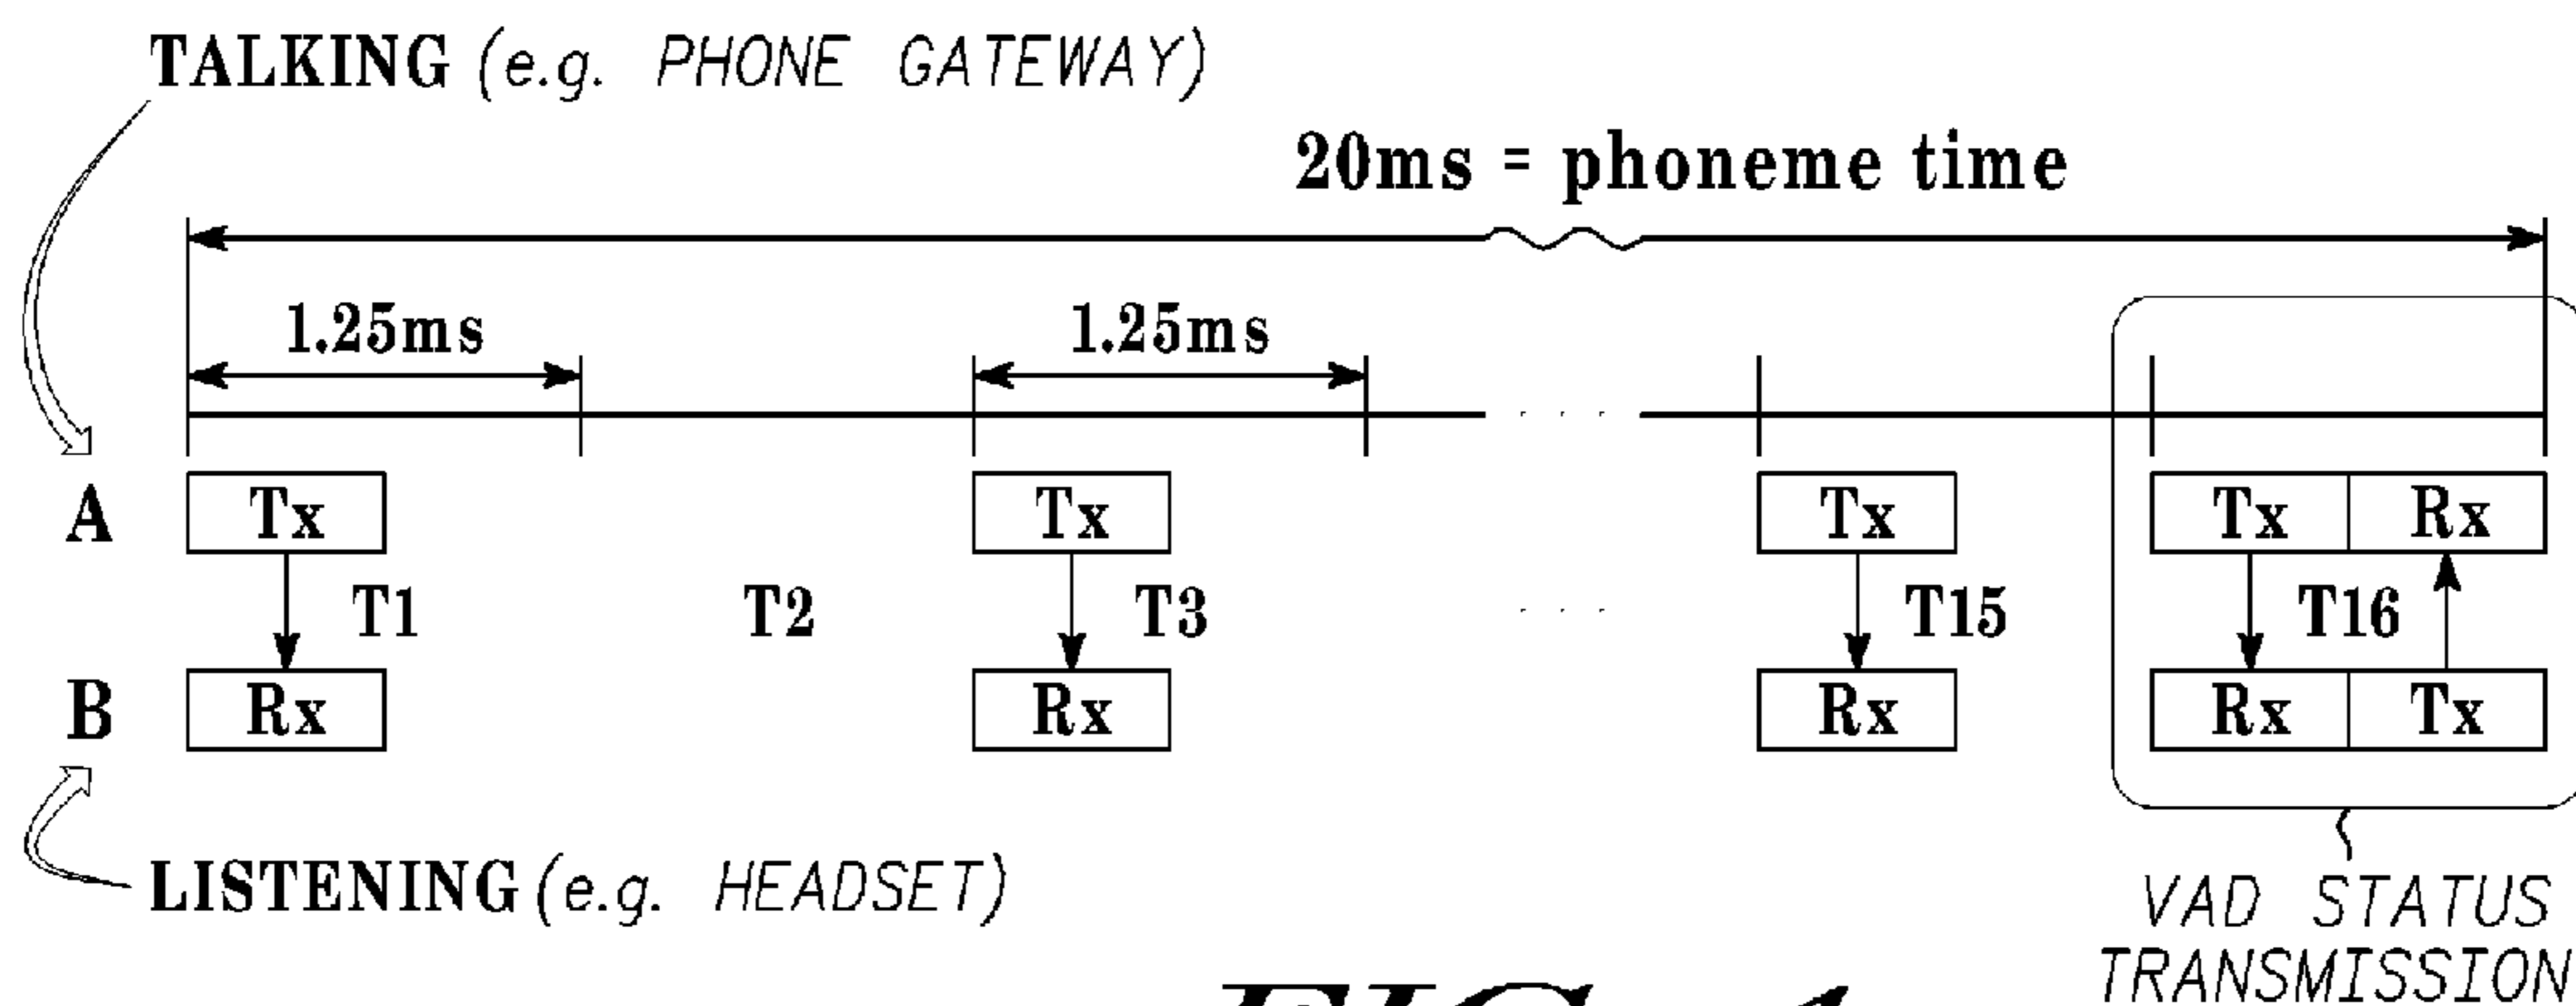 TALKING (e.g. PHONE GATEWAY)
20ms = phoneme time
1.25ms 1.25ms
A Tx Tx Tx Tx Rx
T1 T2 T3 T15 T16
B Rx Rx Rx Rx Tx
LISTENING (e.g. HEADSET)
VAD STATUS
TRANSMISSION